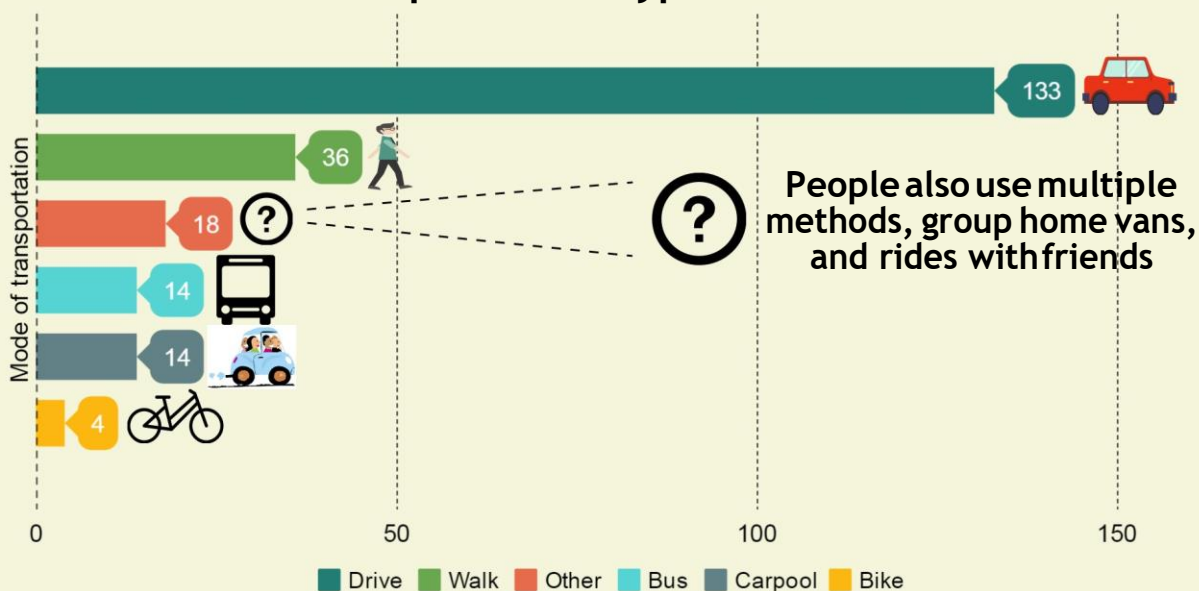 133
36
18
?
14
14
4
?
People also use multiple
methods, group home vans,
and rides with friends
Mode of transportation
0 50 100 150
Drive Walk Other Bus Carpool Bike